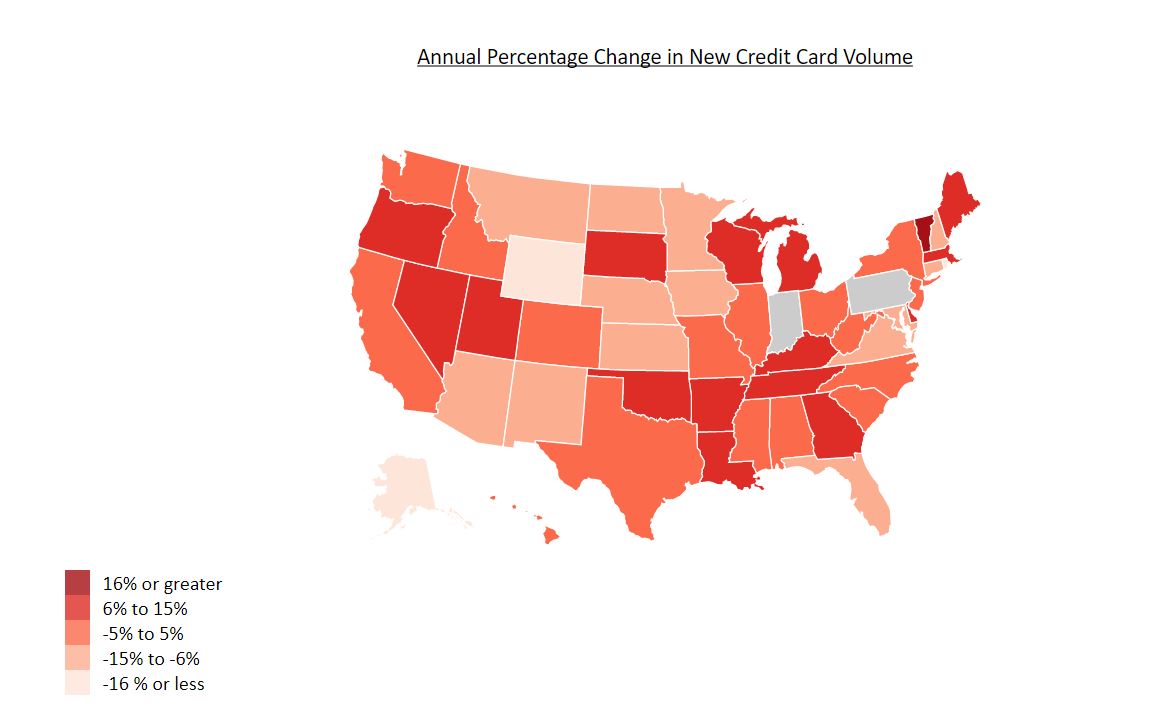 Annual Percentage Change in New Credit Card Volume
16% or greater
6% to 15%
-5% to 5%
-15% to -6%
-16 % or less